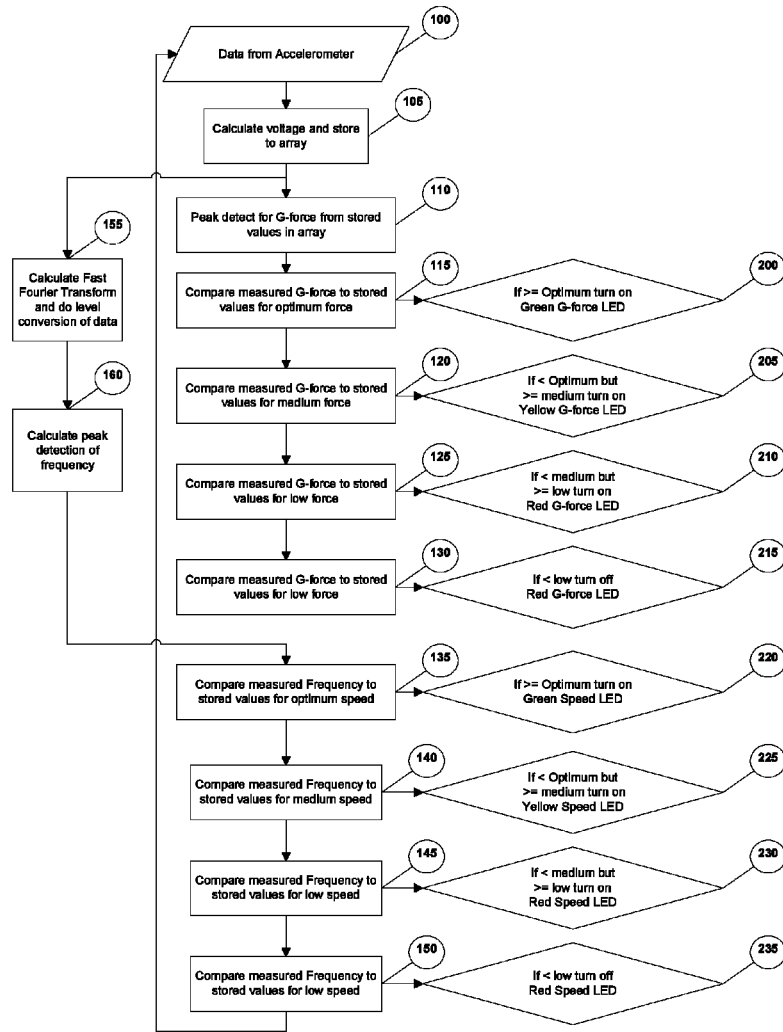 100
Data from Accelerometer
105
Calculate voltage and store
to array
110
Peak detect for G-force from stored
values in array
155
Calculate Fast
Fourier Transform
and do level
conversion of data
115
Compare measured G-force to stored
values for optimum force
200
If >= Optimum turn on
Green G-force LED
160
Calculate peak
detection of
frequency
120
Compare measured G-force to stored
values for medium force
205
If < Optimum but
>= medium turn on
Yellow G-force LED
125
Compare measured G-force to stored
values for low force
210
If < medium but
>= low turn on
Red G-force LED
130
Compare measured G-force to stored
values for low force
215
If < low turn off
Red G-force LED
135
Compare measured Frequency to
stored values for optimum speed
220
If >= Optimum turn on
Green Speed LED
140
Compare measured Frequency to
stored values for medium speed
225
If < Optimum but
>= medium turn on
Yellow Speed LED
145
Compare measured Frequency to
stored values for low speed
230
If < medium but
>= low turn on
Red Speed LED
150
Compare measured Frequency to
stored values for low speed
235
If < low turn off
Red Speed LED